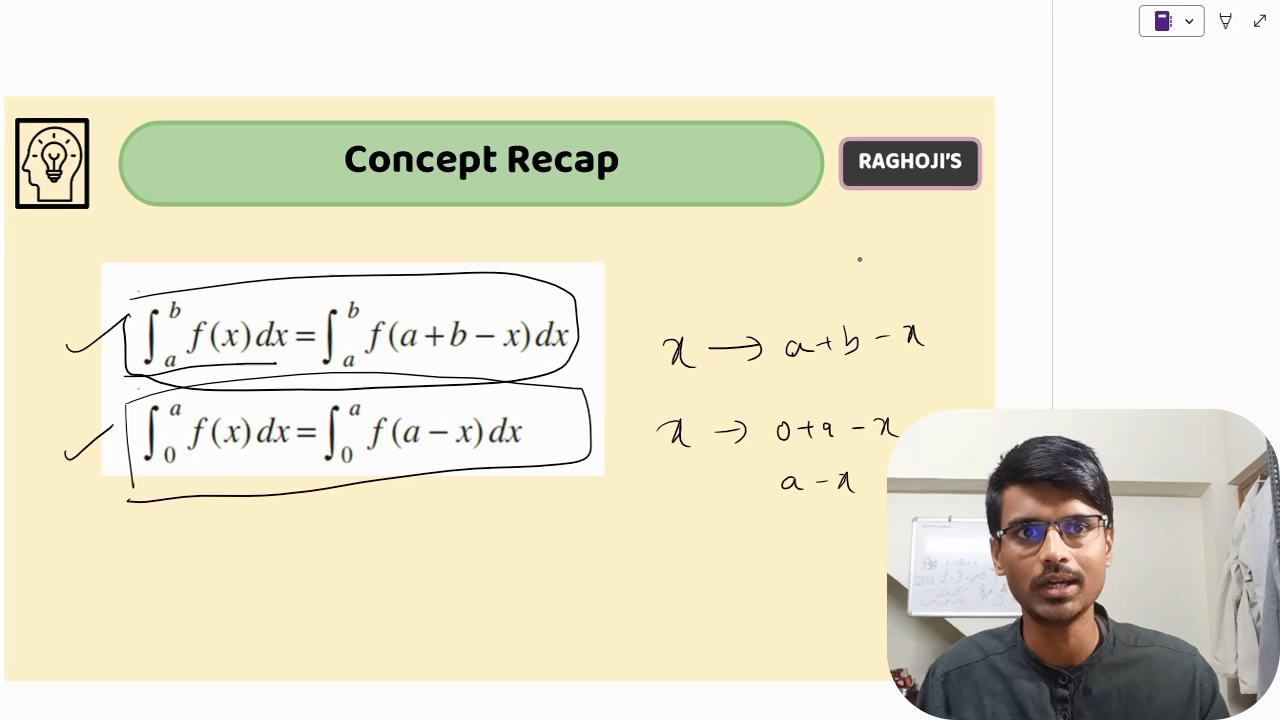 Concept Recap
RAGHOJI'S
∫_a^b f(x) dx = ∫_a^b f(a + b − x) dx
x → a + b − x
∫_0^a f(x) dx = ∫_0^a f(a − x) dx
x → 0 + a − x
a − x